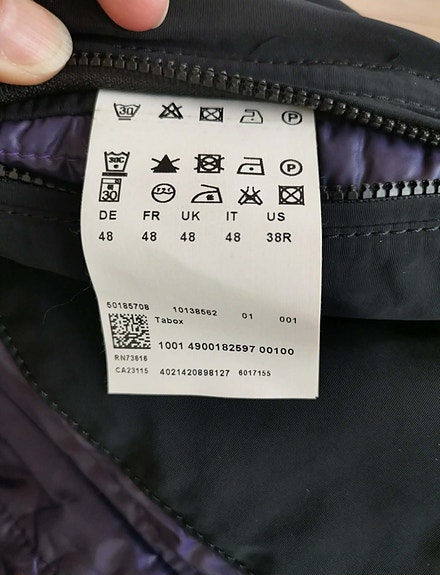 30 P
30C P
30
DE FR UK IT US
48 48 48 48 38R
50185708 10138562 01 001
Tabox
1001 4900182597 00100
RN73616
CA23115 4021420898127 6017155